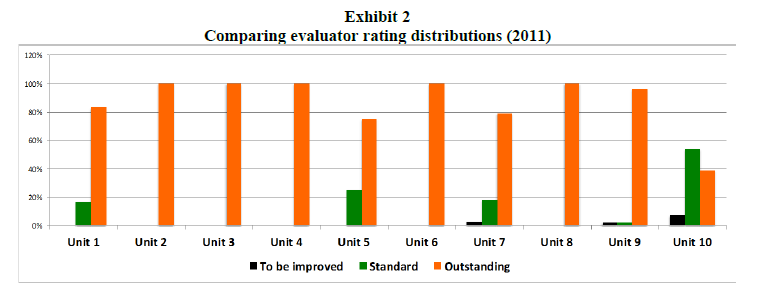 Exhibit 2
Comparing evaluator rating distributions (2011)
120%
100%
80%
60%
40%
20%
0%
Unit 1 Unit 2 Unit 3 Unit 4 Unit 5 Unit 6 Unit 7 Unit 8 Unit 9 Unit 10
To be improved Standard Outstanding